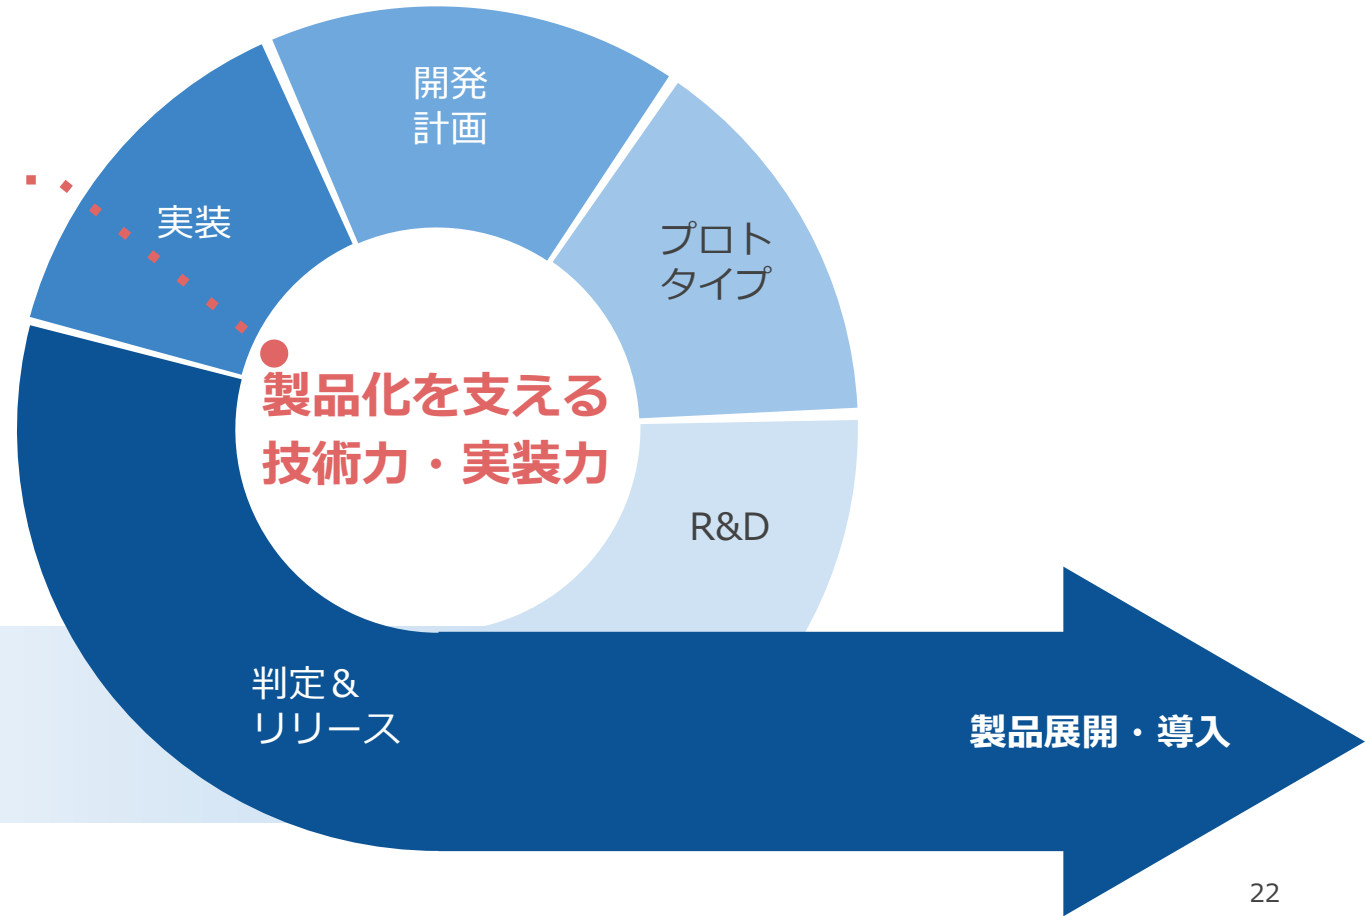 開発
計画
実装
プロト
タイプ
製品化を支える
技術力・実装力
R&D
判定＆
リリース
製品展開・導入
22